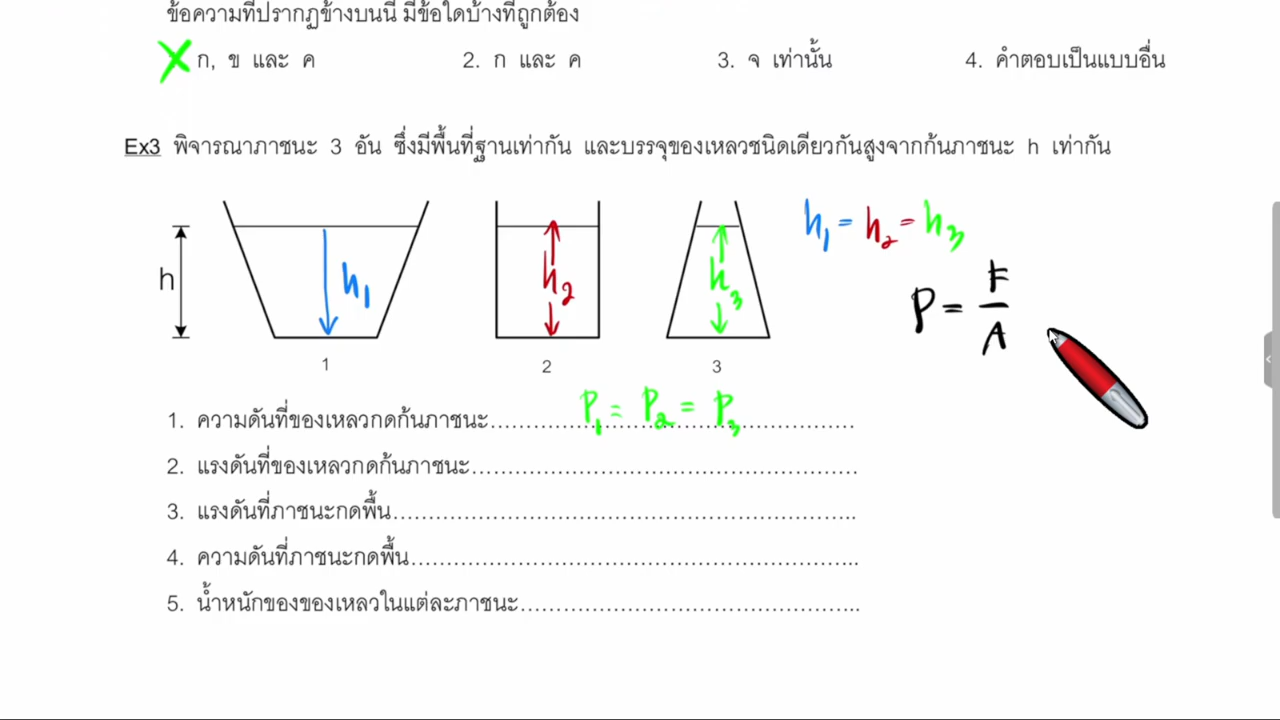 ข้อความที่ปรากฏข้างบนนี้ มีข้อใดบ้างที่ถูกต้อง
ก, ข และ ค 2. ก และ ค 3. จ เท่านั้น 4. คำตอบเป็นแบบอื่น
Ex3 พิจารณาภาชนะ 3 อัน ซึ่งมีพื้นที่ฐานเท่ากัน และบรรจุของเหลวชนิดเดียวกันสูงจากก้นภาชนะ h เท่ากัน
h h₁ h₂ h₃ h₁ = h₂ = h₃
P = F/A
1 2 3
1. ความดันที่ของเหลวกดก้นภาชนะ.......... P₁ = P₂ = P₃ ..........
2. แรงดันที่ของเหลวกดก้นภาชนะ..........
3. แรงดันที่ภาชนะกดพื้น..........
4. ความดันที่ภาชนะกดพื้น..........
5. น้ำหนักของของเหลวในแต่ละภาชนะ..........